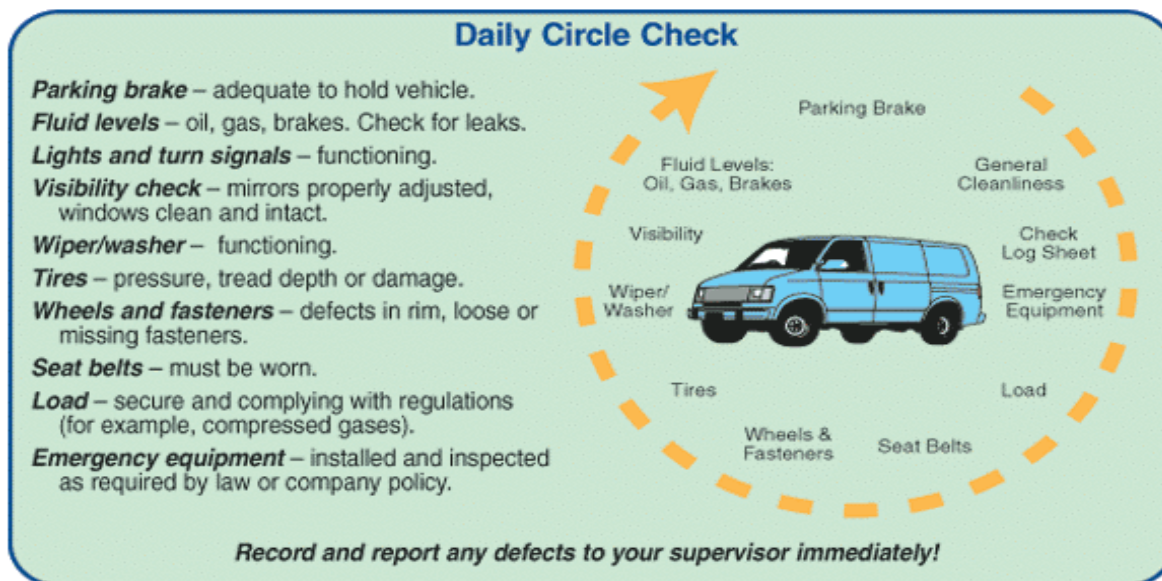 Daily Circle Check
Parking brake – adequate to hold vehicle.
Fluid levels – oil, gas, brakes. Check for leaks.
Lights and turn signals – functioning.
Visibility check – mirrors properly adjusted,
windows clean and intact.
Wiper/washer – functioning.
Tires – pressure, tread depth or damage.
Wheels and fasteners – defects in rim, loose or
missing fasteners.
Seat belts – must be worn.
Load – secure and complying with regulations
(for example, compressed gases).
Emergency equipment – installed and inspected
as required by law or company policy.
Parking Brake
Fluid Levels:
Oil, Gas, Brakes
General
Cleanliness
Visibility
Check
Log Sheet
Wiper/
Washer
Emergency
Equipment
Tires
Load
Wheels &
Fasteners
Seat Belts
Record and report any defects to your supervisor immediately!